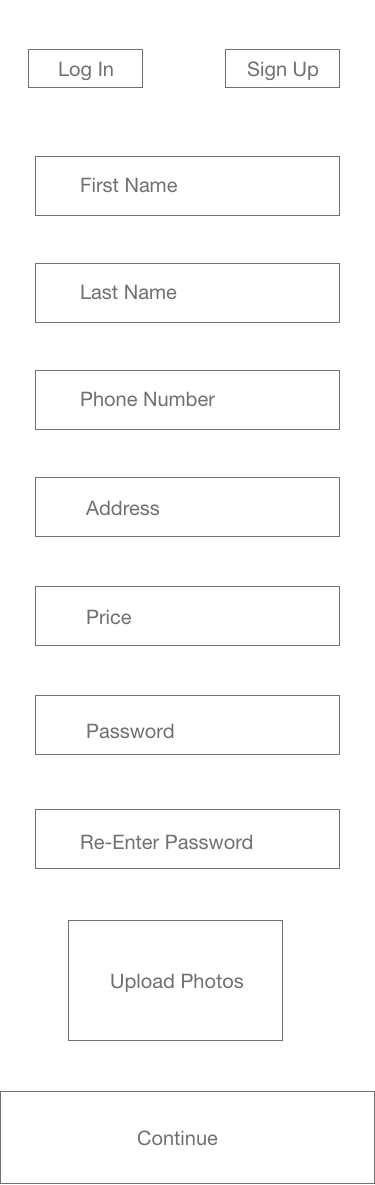 Log In
Sign Up
First Name
Last Name
Phone Number
Address
Price
Password
Re-Enter Password
Upload Photos
Continue